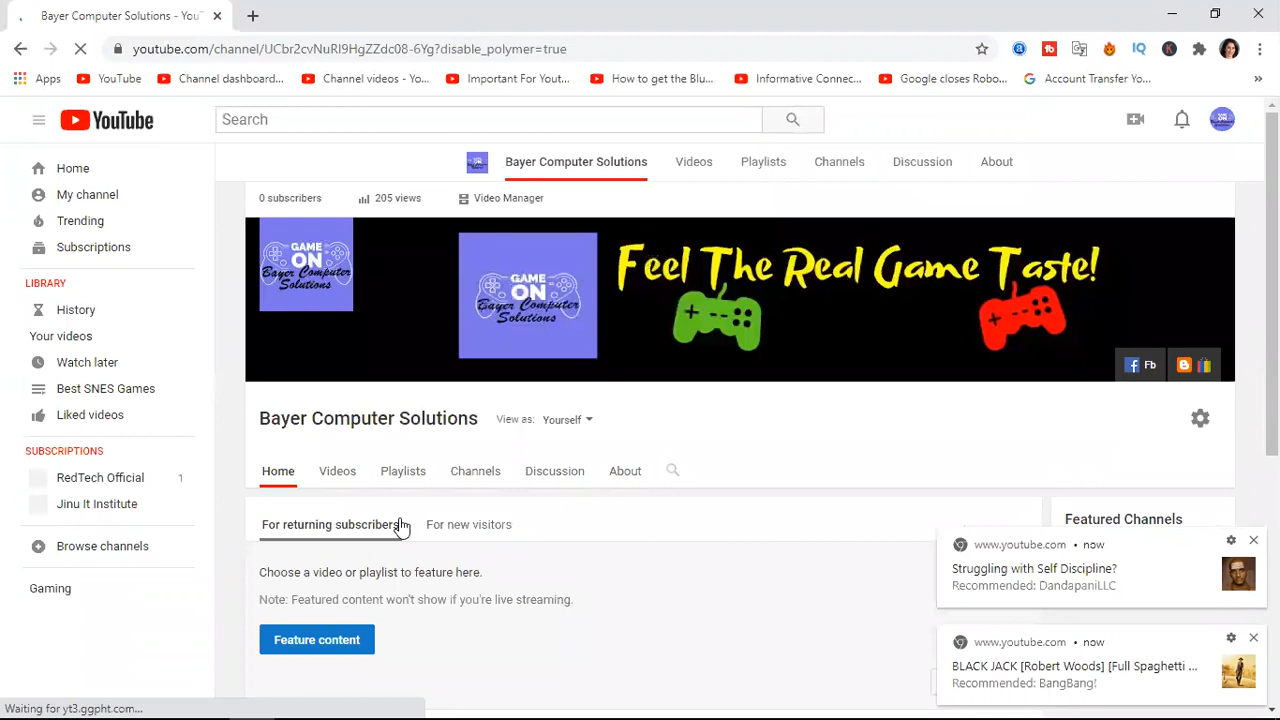 Bayer Computer Solutions - You
youtube.com/channel/UCbr2cvNuRI9HgZZdc08-6Yg?disable_polymer=true
Apps YouTube Channel dashboard... Channel videos - Yo... Important For Yout... How to get the Blu... Informative Connec... Google closes Robo... Account Transfer Yo... »
YouTube
Search
Bayer Computer Solutions Videos Playlists Channels Discussion About
0 subscribers 205 views Video Manager
Home
My channel
Trending
Subscriptions
LIBRARY
History
Your videos
Watch later
Best SNES Games
Liked videos
SUBSCRIPTIONS
RedTech Official 1
Jinu It Institute
Browse channels
Gaming
GAME
ON
Bayer Computer
Solutions
GAME
ON
Bayer Computer
Solutions
Feel The Real Game Taste!
Fb
Bayer Computer Solutions View as: Yourself
Home Videos Playlists Channels Discussion About
For returning subscribers For new visitors
Choose a video or playlist to feature here.
Note: Featured content won't show if you're live streaming.
Feature content
Featured Channels
www.youtube.com • now
Struggling with Self Discipline?
Recommended: DandapaniLLC
www.youtube.com • now
BLACK JACK [Robert Woods] [Full Spaghetti ...
Recommended: BangBang!
Waiting for yt3.ggpht.com...